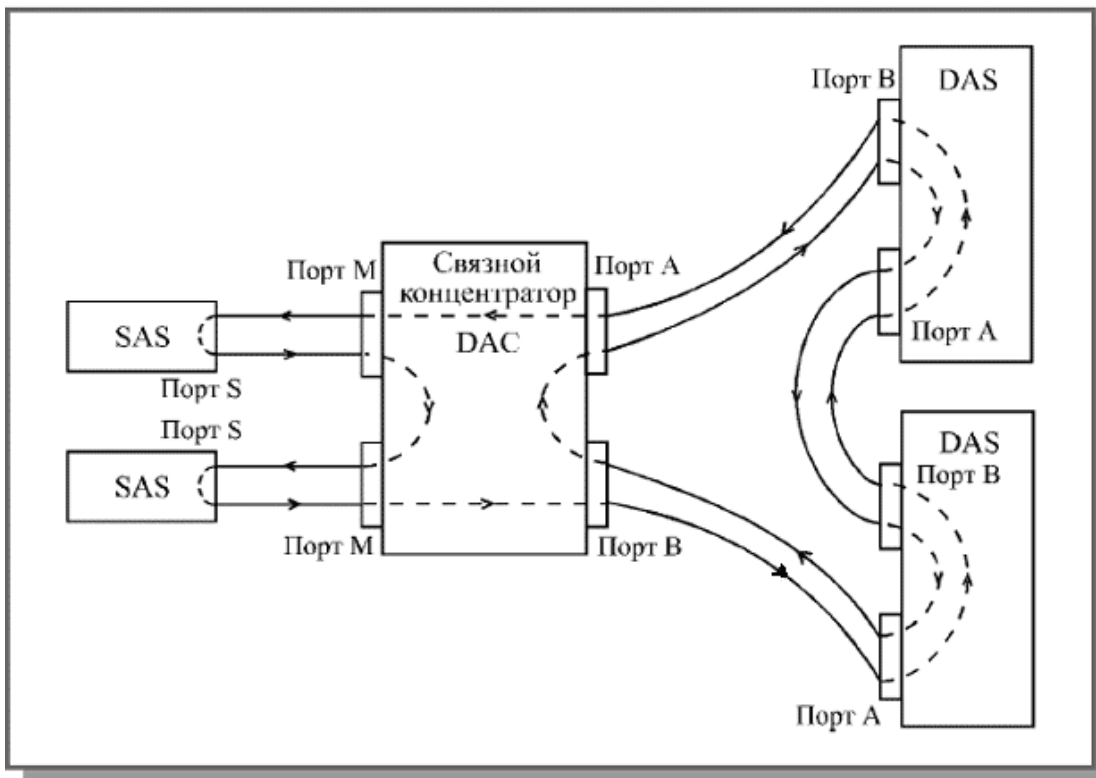 Порт B
DAS
Порт A
DAS
Порт B
Порт A
Порт M
Связной
концентратор
DAC
Порт A
SAS
Порт S
Порт S
SAS
Порт M
Порт B